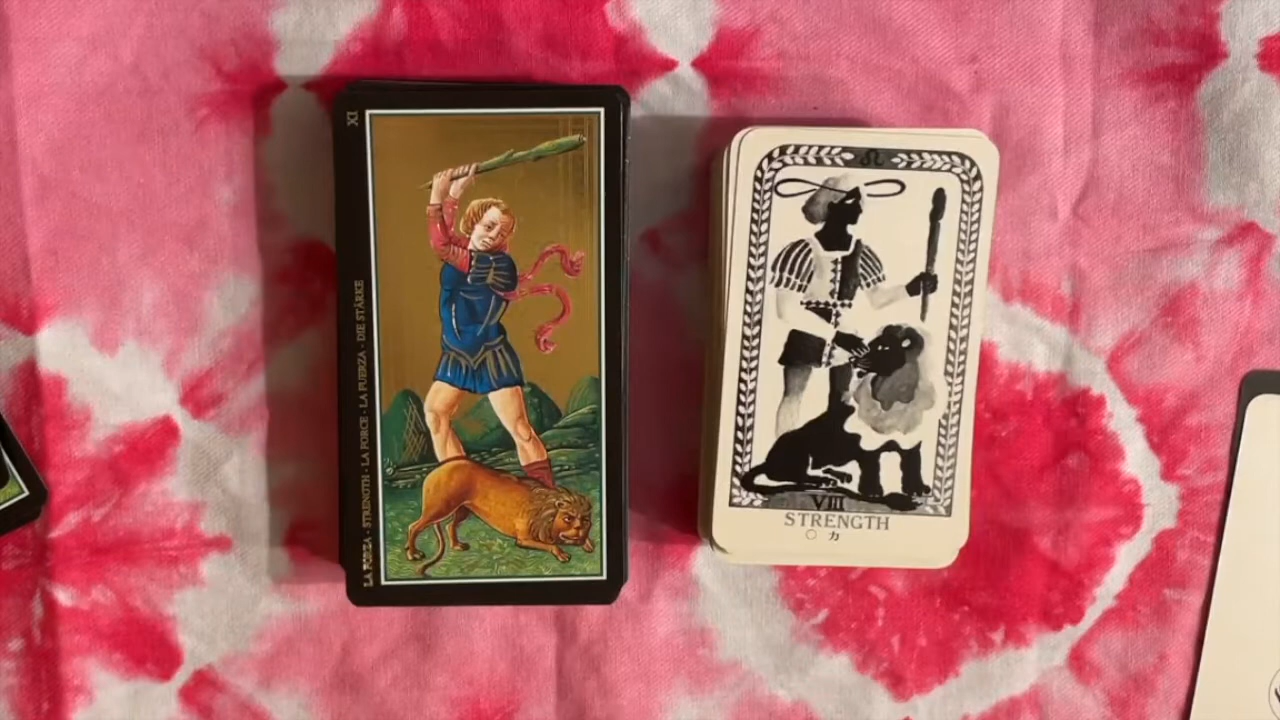 XI
LA FORZA - STRENGTH - LA FORCE - LA FUERZA - DIE STÄRKE
♌
VIII
STRENGTH
力